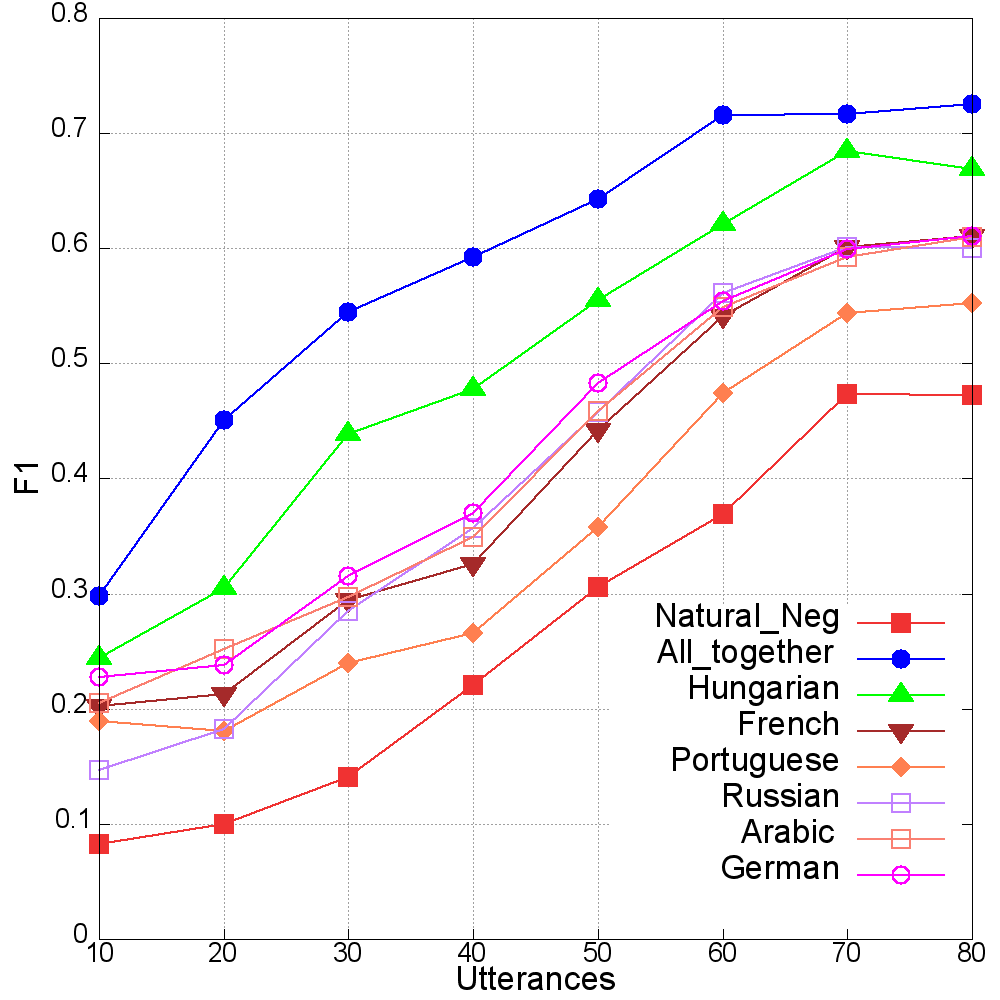 0.8
0.7
0.6
0.5
0.4
0.3
0.2
0.1
0
F1
Natural_Neg
All_together
Hungarian
French
Portuguese
Russian
Arabic
German
10 20 30 40 50 60 70 80
Utterances